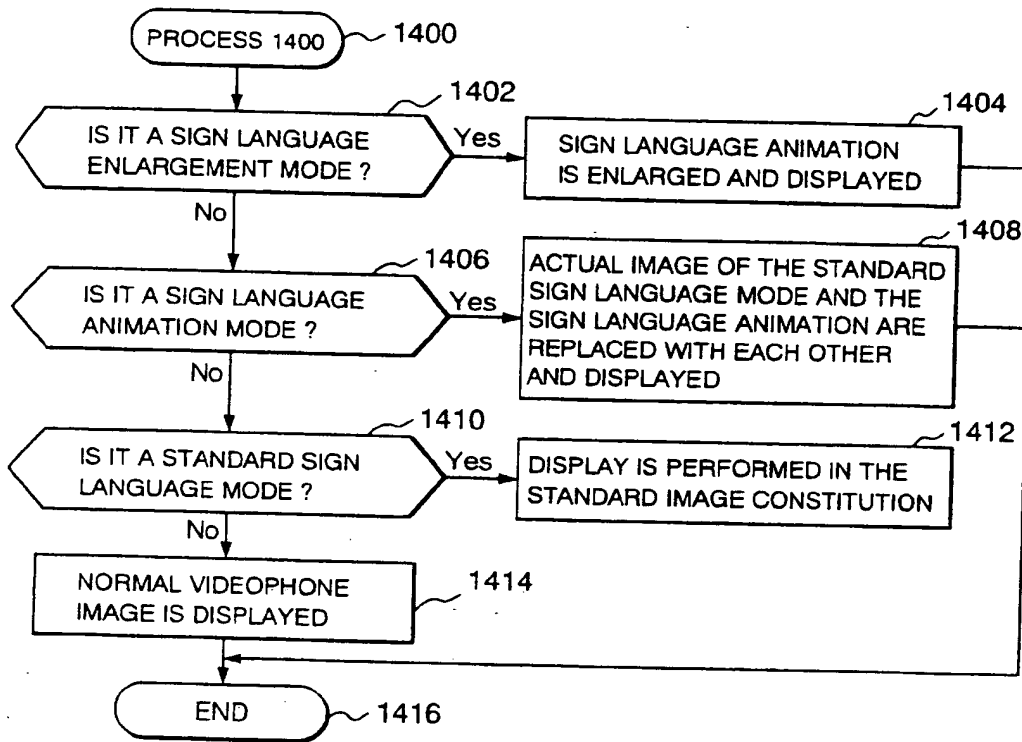 PROCESS 1400
1400
1402
IS IT A SIGN LANGUAGE
ENLARGEMENT MODE ?
Yes
1404
SIGN LANGUAGE ANIMATION
IS ENLARGED AND DISPLAYED
No
1406
IS IT A SIGN LANGUAGE
ANIMATION MODE ?
Yes
1408
ACTUAL IMAGE OF THE STANDARD
SIGN LANGUAGE MODE AND THE
SIGN LANGUAGE ANIMATION ARE
REPLACED WITH EACH OTHER
AND DISPLAYED
No
1410
IS IT A STANDARD SIGN
LANGUAGE MODE ?
Yes
1412
DISPLAY IS PERFORMED IN THE
STANDARD IMAGE CONSTITUTION
No
NORMAL VIDEOPHONE
IMAGE IS DISPLAYED
1414
END
1416